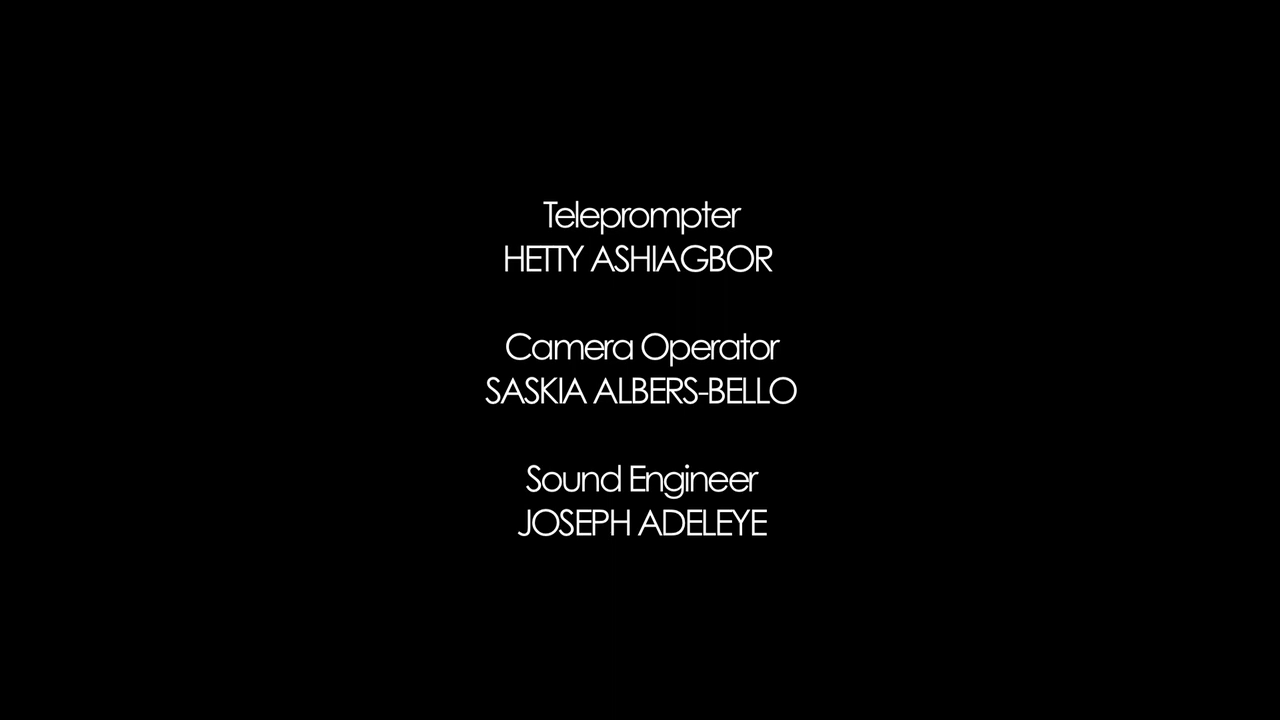 Teleprompter
HETTY ASHIAGBOR
Camera Operator
SASKIA ALBERS-BELLO
Sound Engineer
JOSEPH ADELEYE